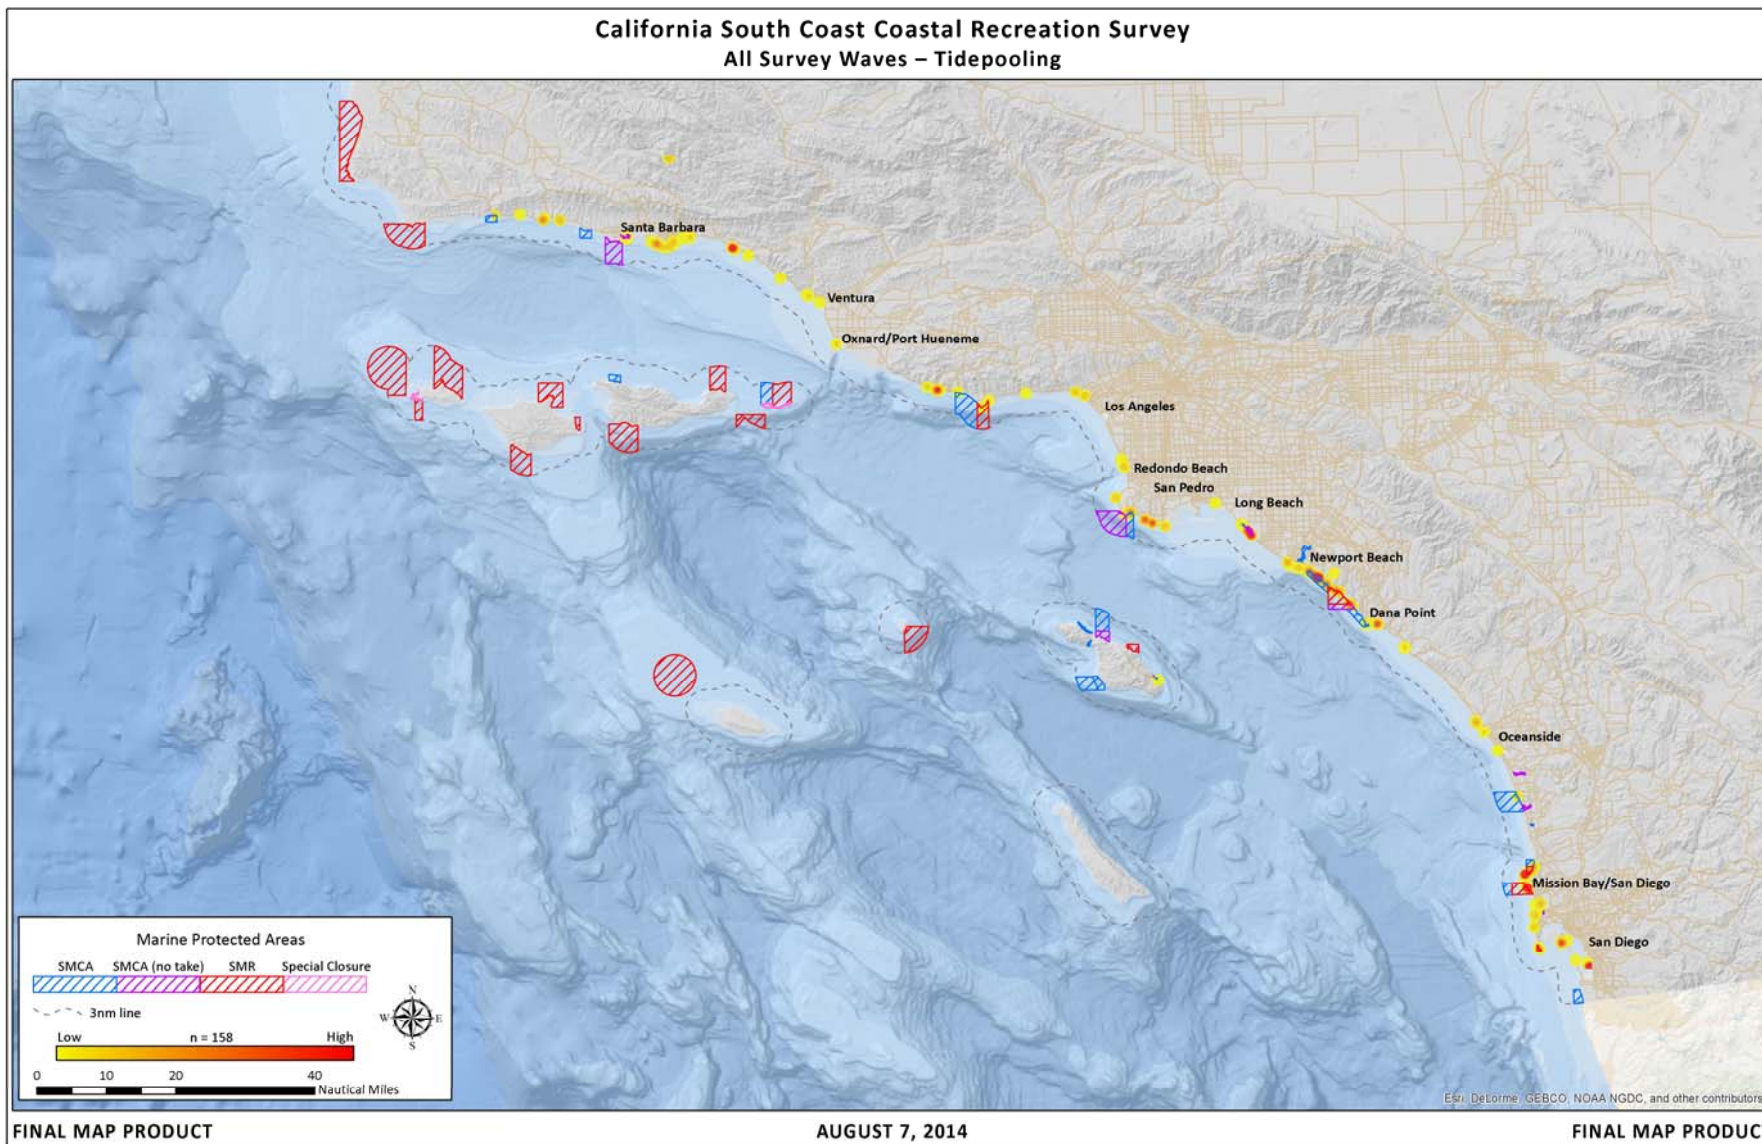 California South Coast Coastal Recreation Survey
All Survey Waves – Tidepooling
Santa Barbara
Ventura
Oxnard/Port Hueneme
Los Angeles
Redondo Beach
San Pedro
Long Beach
Newport Beach
Dana Point
Oceanside
Mission Bay/San Diego
San Diego
Marine Protected Areas
SMCA SMCA (no take) SMR Special Closure
3nm line
N
W E
S
Low n = 158 High
0 10 20 40
Nautical Miles
Esri, DeLorme, GEBCO, NOAA NGDC, and other contributors
FINAL MAP PRODUCT AUGUST 7, 2014 FINAL MAP PRODUC